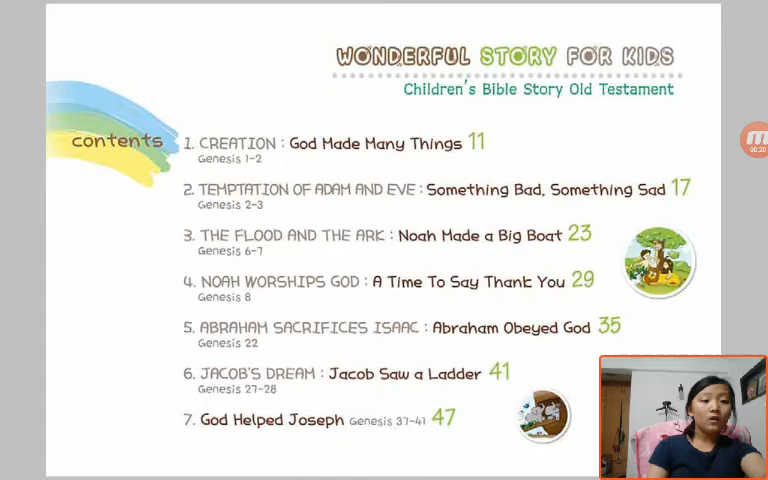 WONDERFUL STORY FOR KIDS
Children's Bible Story Old Testament
contents
1. CREATION : God Made Many Things 11
Genesis 1-2
2. TEMPTATION OF ADAM AND EVE : Something Bad, Something Sad 17
Genesis 2-3
3. THE FLOOD AND THE ARK : Noah Made a Big Boat 23
Genesis 6-7
4. NOAH WORSHIPS GOD : A Time To Say Thank You 29
Genesis 8
5. ABRAHAM SACRIFICES ISAAC : Abraham Obeyed God 35
Genesis 22
6. JACOB'S DREAM : Jacob Saw a Ladder 41
Genesis 27-28
7. God Helped Joseph Genesis 37-41 47
M
00:20